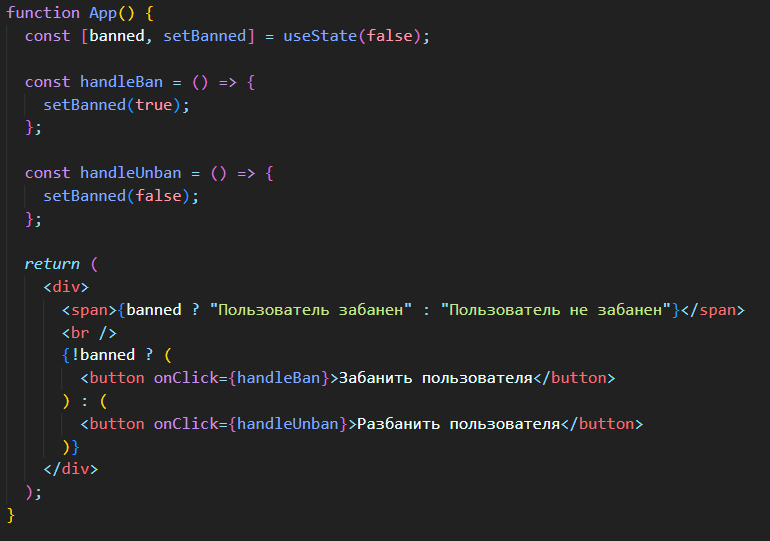 function App() {
const [banned, setBanned] = useState(false);
const handleBan = () => {
setBanned(true);
};
const handleUnban = () => {
setBanned(false);
};
return (
<div>
<span>{banned ? "Пользователь забанен" : "Пользователь не забанен"}</span>
<br />
{!banned ? (
<button onClick={handleBan}>Забанить пользователя</button>
) : (
<button onClick={handleUnban}>Разбанить пользователя</button>
)}
</div>
);
}